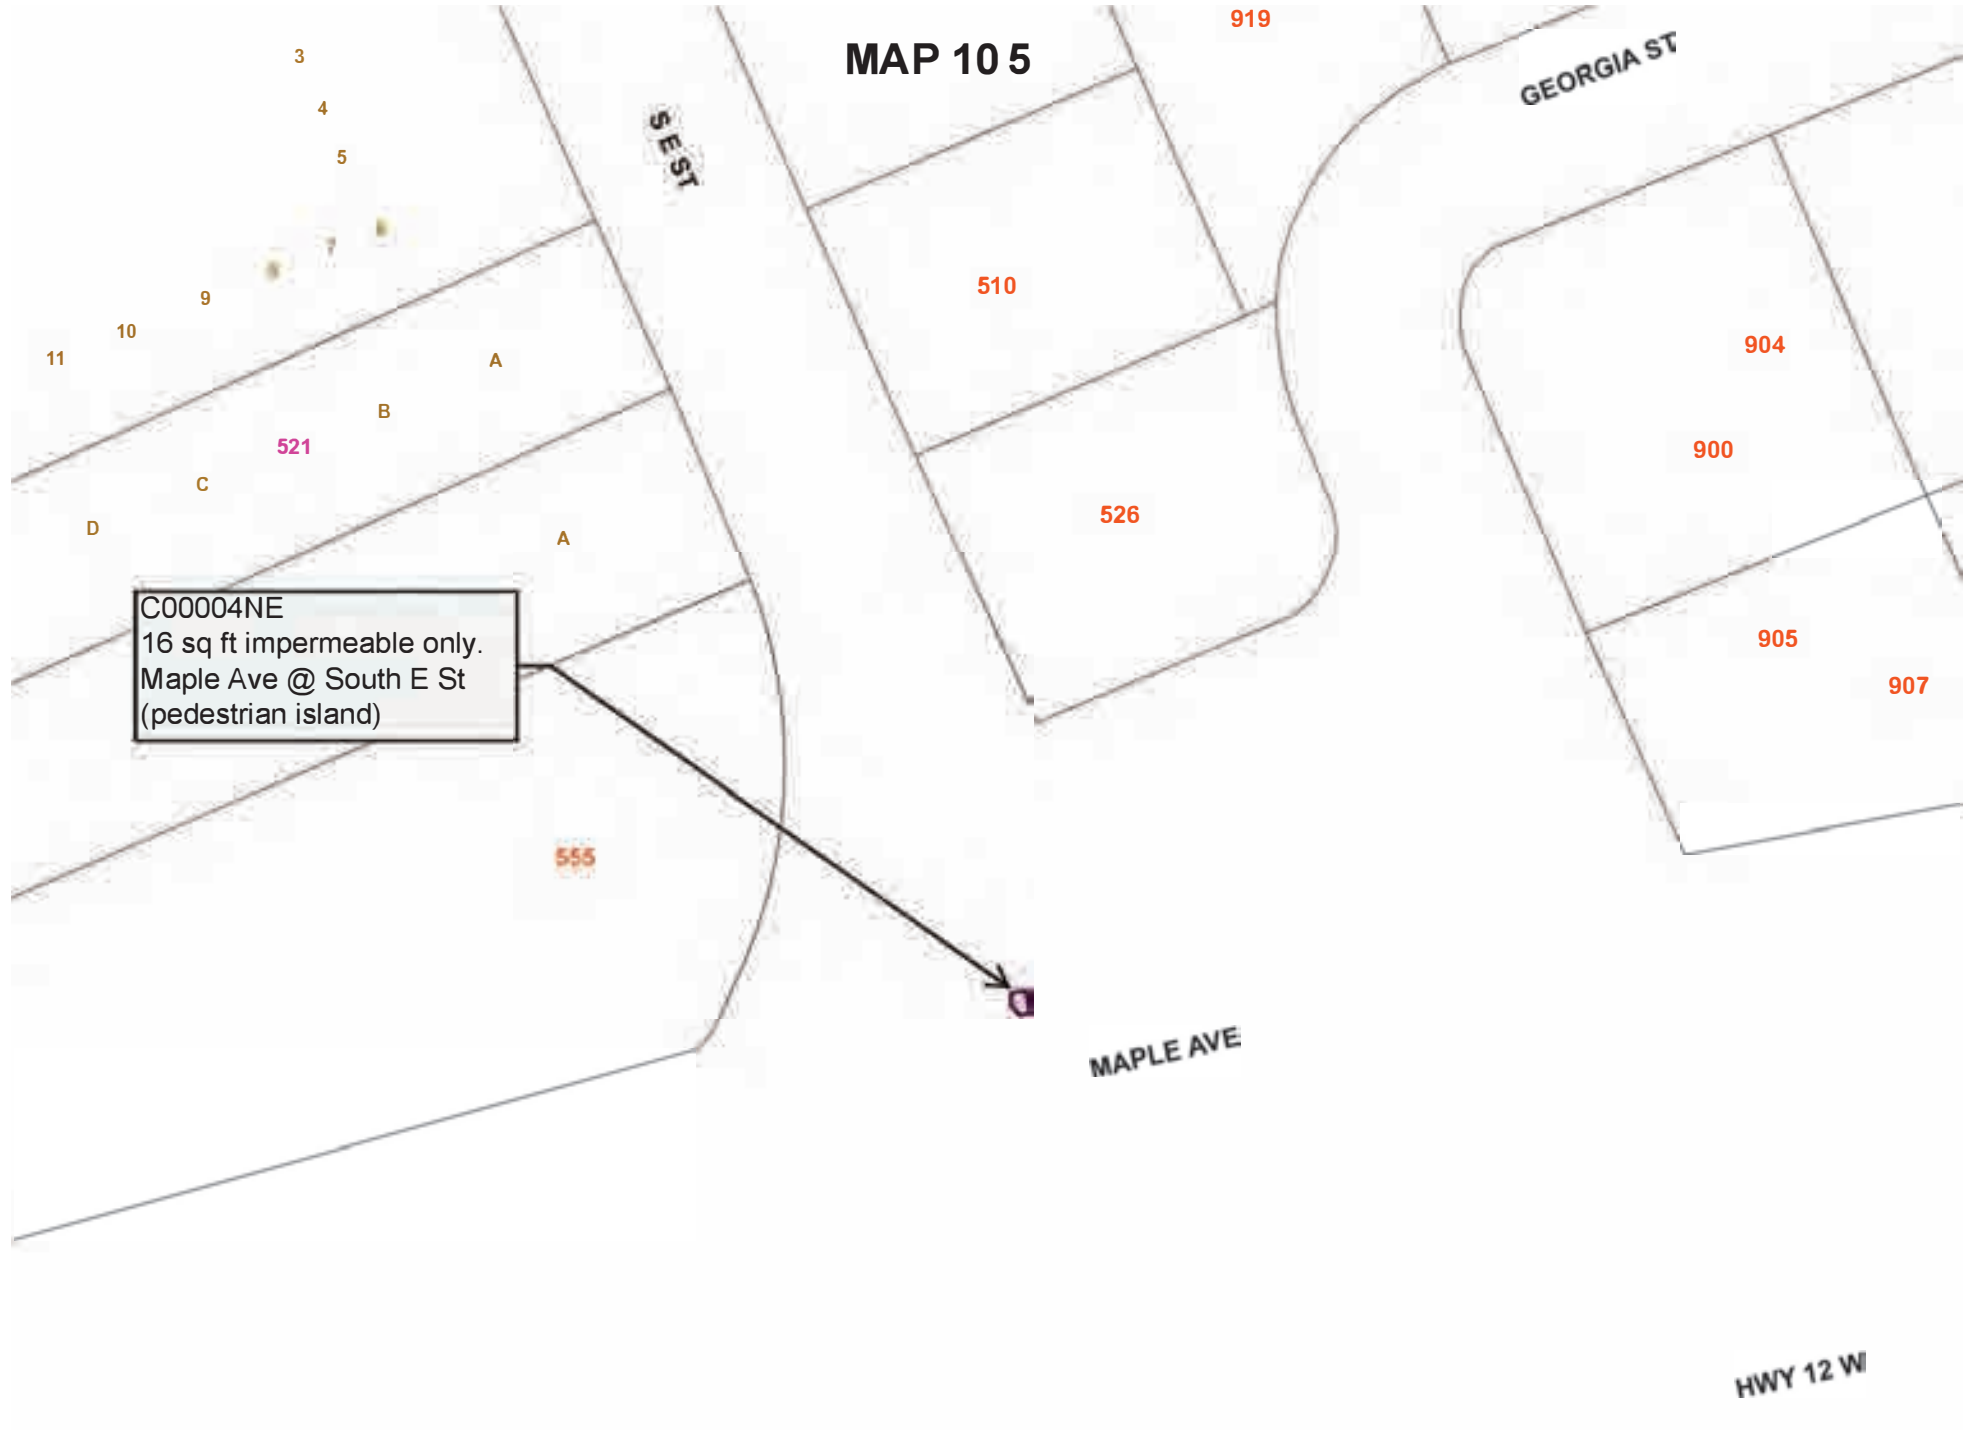 919
MAP 10 5
GEORGIA ST
3
4
S E ST
5
7
510
9
10
904
11
A
B
521
900
C
526
D
A
C00004NE
16 sq ft impermeable only.
Maple Ave @ South E St
(pedestrian island)
905
907
555
MAPLE AVE
HWY 12 W